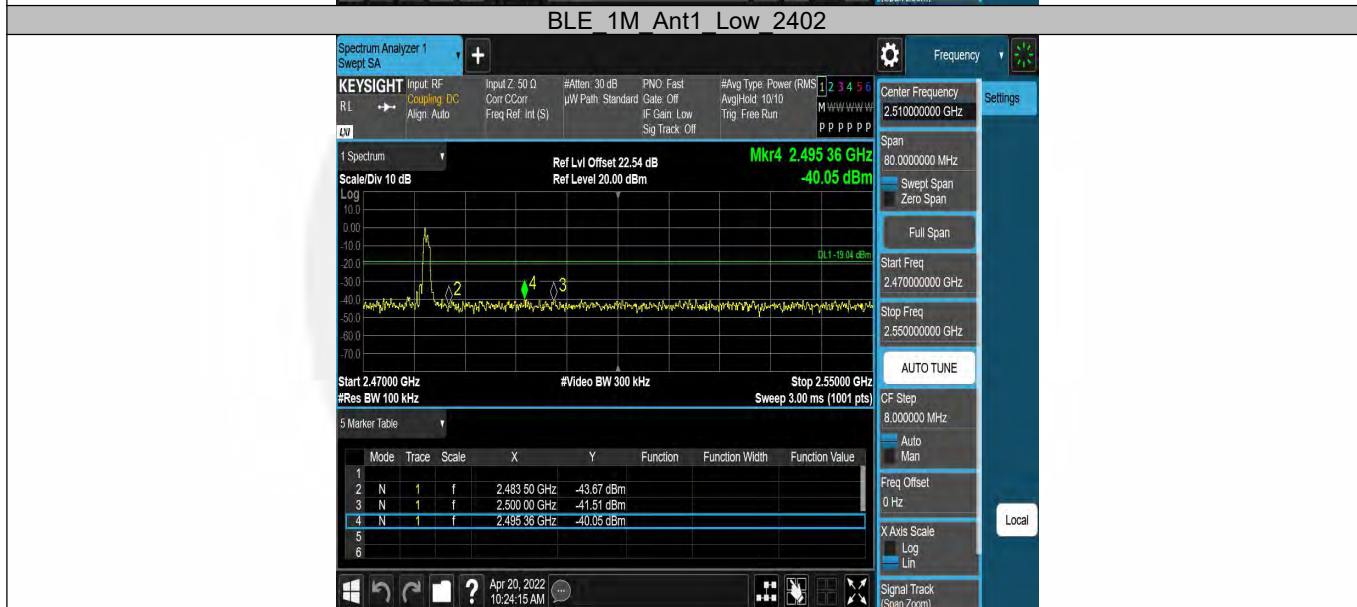 BLE_1M_Ant1_Low_2402
Spectrum Analyzer 1
Swept SA
Frequency
KEYSIGHT
RL
LXI
Input: RF
Coupling: DC
Align: Auto
Input Z: 50 Ω
Corr CCorr
Freq Ref: Int (S)
#Atten: 30 dB
µW Path: Standard
PNO: Fast
Gate: Off
IF Gain: Low
Sig Track: Off
#Avg Type: Power (RMS
Avg|Hold: 10/10
Trig: Free Run
1 2 3 4 5 6
M W W W W W
P P P P P P
Center Frequency
2.510000000 GHz
Settings
Span
80.0000000 MHz
Swept Span
Zero Span
Full Span
Start Freq
2.470000000 GHz
Stop Freq
2.550000000 GHz
AUTO TUNE
CF Step
8.000000 MHz
Auto
Man
Freq Offset
0 Hz
X Axis Scale
Log
Lin
Signal Track
(Span Zoom)
Local
1 Spectrum
Scale/Div 10 dB
Ref Lvl Offset 22.54 dB
Ref Level 20.00 dBm
Mkr4 2.495 36 GHz
-40.05 dBm
Log
10.0
0.00
-10.0
DL1 -19.04 dBm
-20.0
-30.0
2 4 3
-40.0
-50.0
-60.0
-70.0
Start 2.47000 GHz #Video BW 300 kHz Stop 2.55000 GHz
#Res BW 100 kHz Sweep 3.00 ms (1001 pts)
5 Marker Table
Mode Trace Scale X Y Function Function Width Function Value
1
2 N 1 f 2.483 50 GHz -43.67 dBm
3 N 1 f 2.500 00 GHz -41.51 dBm
4 N 1 f 2.495 36 GHz -40.05 dBm
5
6
? Apr 20, 2022
10:24:15 AM